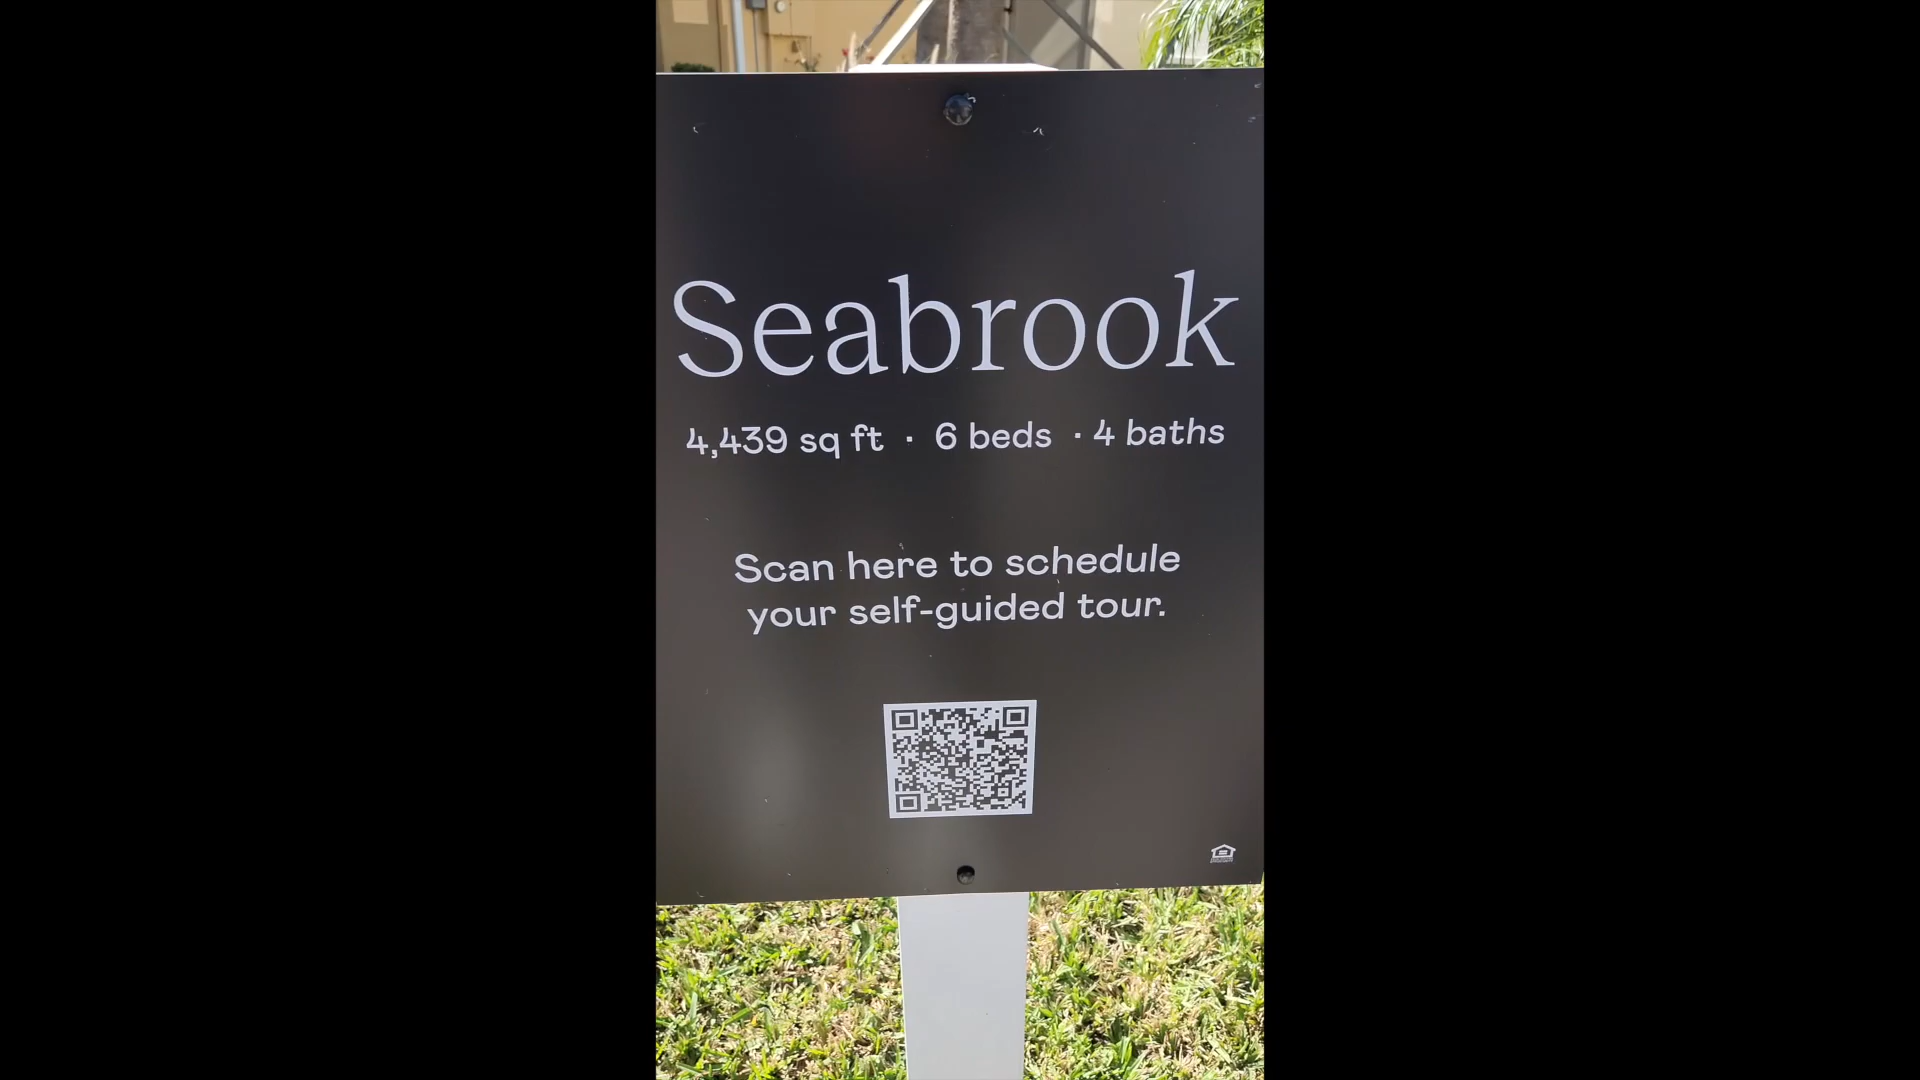 Seabrook
4,439 sq ft · 6 beds · 4 baths
Scan here to schedule
your self-guided tour.